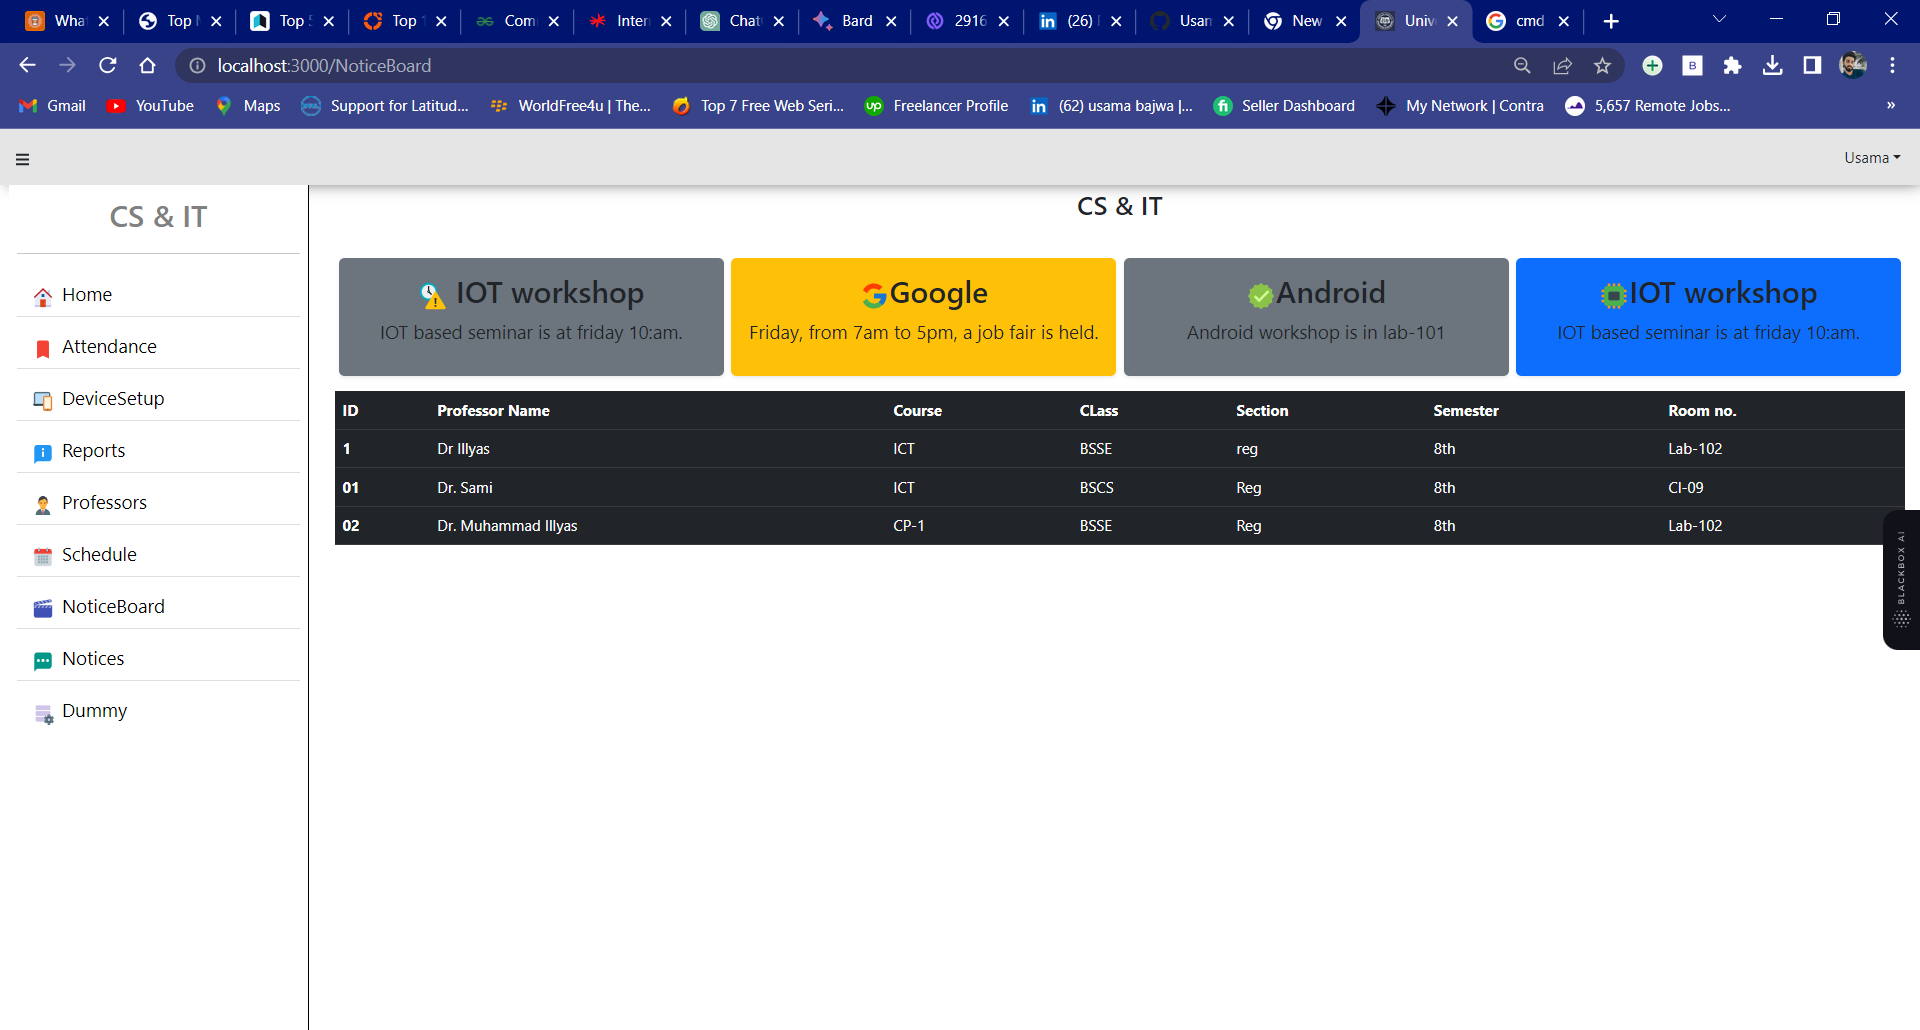 What
Top
Top
Top
Com
Inter
Chat
Bard
2916
(26)
Usam
New
Univ
cmd
localhost:3000/NoticeBoard
Gmail YouTube Maps Support for Latitud... WorldFree4u | The... Top 7 Free Web Seri... Freelancer Profile (62) usama bajwa |... Seller Dashboard My Network | Contra 5,657 Remote Jobs... »
Usama
CS & IT
Home
Attendance
DeviceSetup
Reports
Professors
Schedule
NoticeBoard
Notices
Dummy
CS & IT
IOT workshop
IOT based seminar is at friday 10:am.
Google
Friday, from 7am to 5pm, a job fair is held.
Android
Android workshop is in lab-101
IOT workshop
IOT based seminar is at friday 10:am.
ID Professor Name Course CLass Section Semester Room no.
1 Dr Illyas ICT BSSE reg 8th Lab-102
01 Dr. Sami ICT BSCS Reg 8th Cl-09
02 Dr. Muhammad Illyas CP-1 BSSE Reg 8th Lab-102
BLACKBOX AI